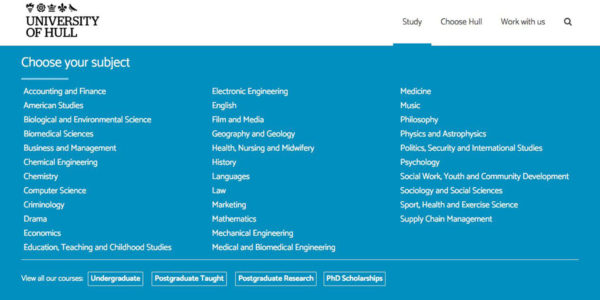 UNIVERSITY
OF HULL
Study
Choose Hull
Work with us
Choose your subject
Accounting and Finance
American Studies
Biological and Environmental Science
Biomedical Sciences
Business and Management
Chemical Engineering
Chemistry
Computer Science
Criminology
Drama
Economics
Education, Teaching and Childhood Studies
Electronic Engineering
English
Film and Media
Geography and Geology
Health, Nursing and Midwifery
History
Languages
Law
Marketing
Mathematics
Mechanical Engineering
Medical and Biomedical Engineering
Medicine
Music
Philosophy
Physics and Astrophysics
Politics, Security and International Studies
Psychology
Social Work, Youth and Community Development
Sociology and Social Sciences
Sport, Health and Exercise Science
Supply Chain Management
View all our courses: Undergraduate Postgraduate Taught Postgraduate Research PhD Scholarships